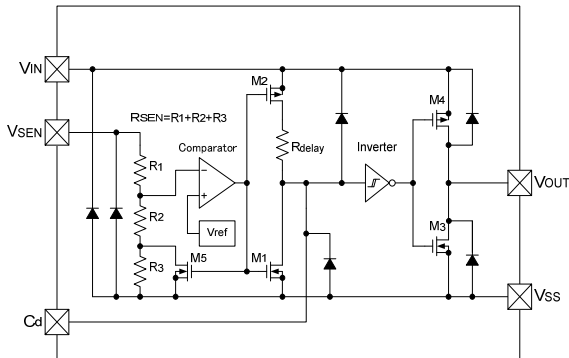 VIN
M2
M4
RSEN=R1+R2+R3
VSEN
Comparator
Rdelay
Inverter
R1
−
+
R2
VOUT
Vref
M3
M5
M1
R3
VSS
Cd